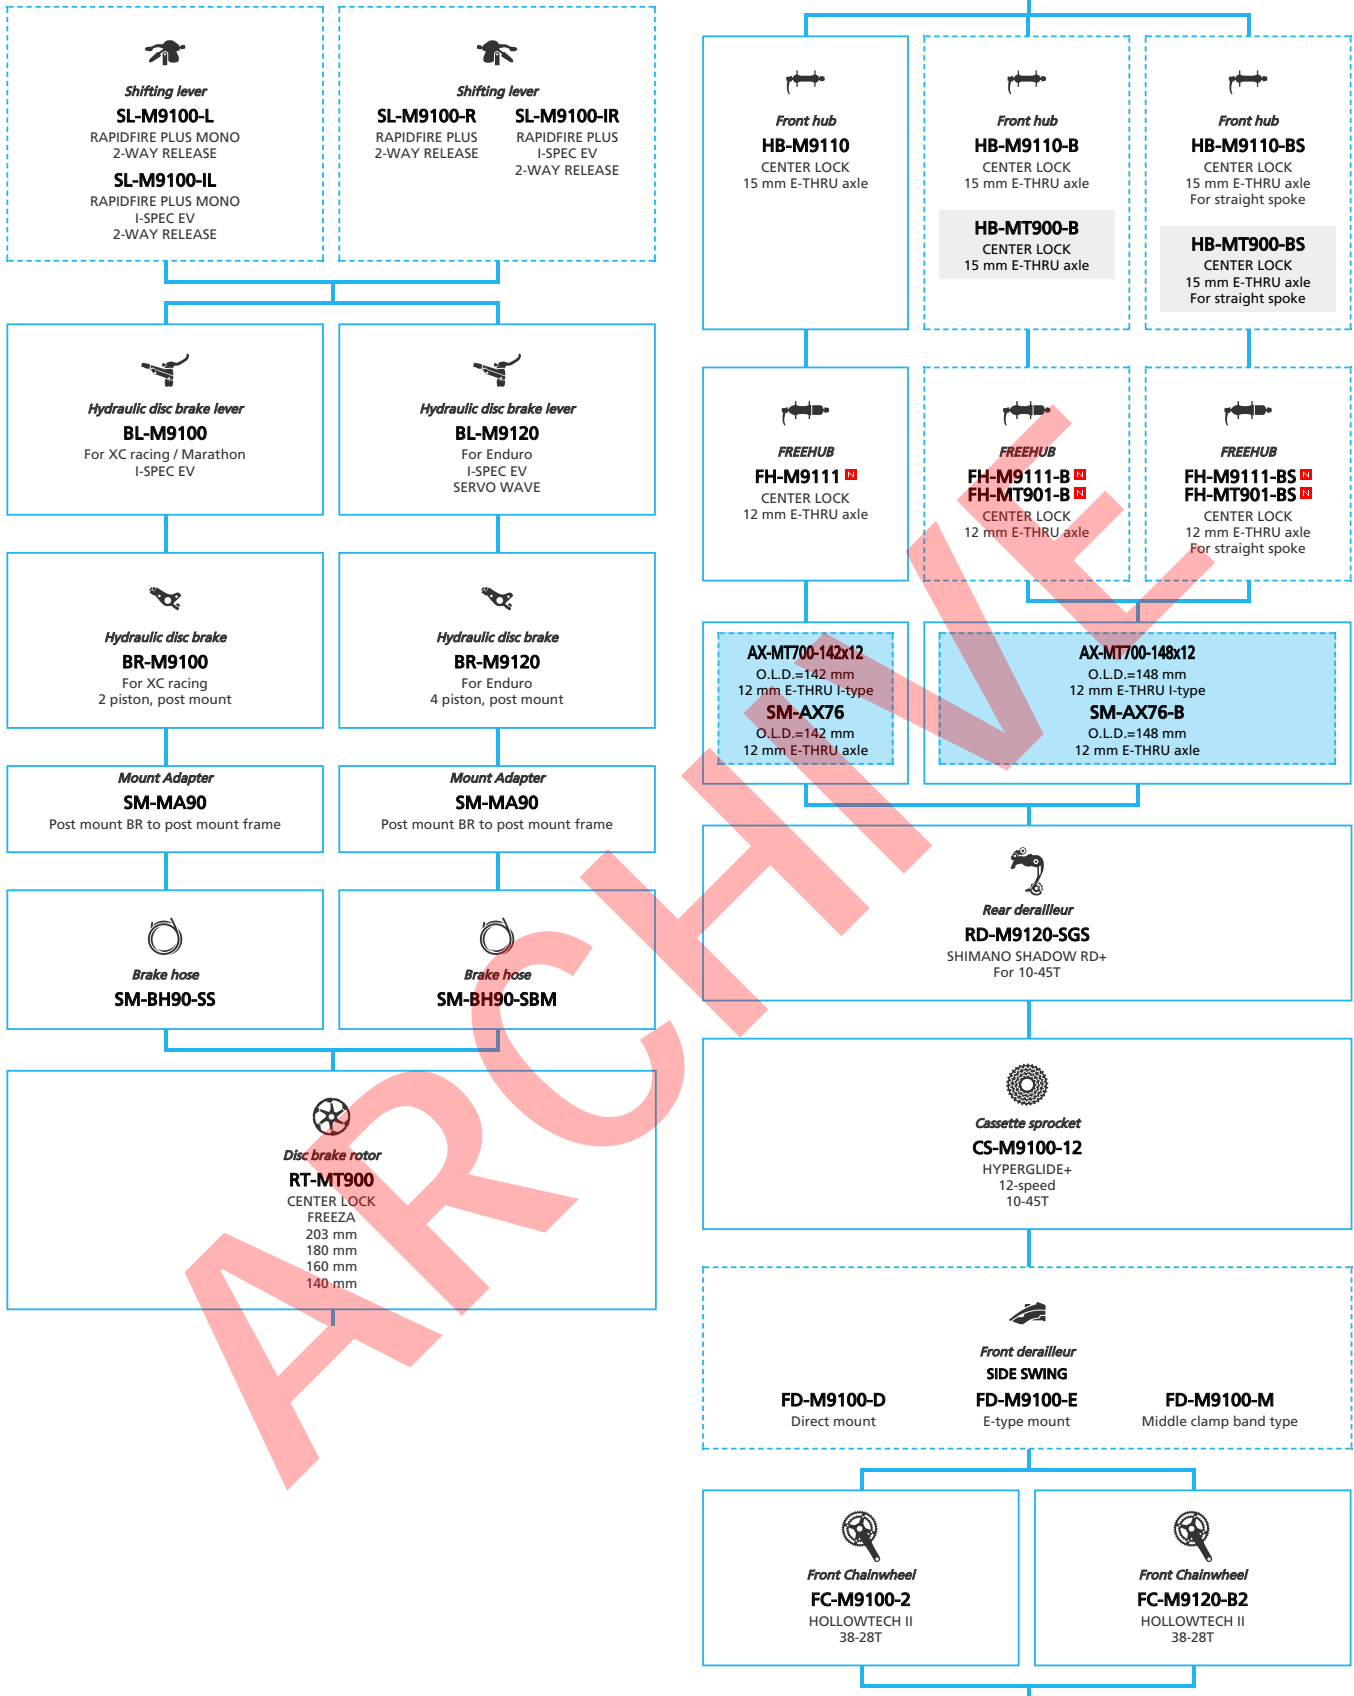 Shifting lever
SL-M9100-L
RAPIDFIRE PLUS MONO
2-WAY RELEASE
SL-M9100-IL
RAPIDFIRE PLUS MONO
I-SPEC EV
2-WAY RELEASE
Shifting lever
SL-M9100-R
RAPIDFIRE PLUS
2-WAY RELEASE
SL-M9100-IR
RAPIDFIRE PLUS
I-SPEC EV
2-WAY RELEASE
Hydraulic disc brake lever
BL-M9100
For XC racing / Marathon
I-SPEC EV
Hydraulic disc brake lever
BL-M9120
For Enduro
I-SPEC EV
SERVO WAVE
Hydraulic disc brake
BR-M9100
For XC racing
2 piston, post mount
Hydraulic disc brake
BR-M9120
For Enduro
4 piston, post mount
Mount Adapter
SM-MA90
Post mount BR to post mount frame
Mount Adapter
SM-MA90
Post mount BR to post mount frame
Brake hose
SM-BH90-SS
Brake hose
SM-BH90-SBM
Disc brake rotor
RT-MT900
CENTER LOCK
FREEZA
203 mm
180 mm
160 mm
140 mm
Front hub
HB-M9110
CENTER LOCK
15 mm E-THRU axle
Front hub
HB-M9110-B
CENTER LOCK
15 mm E-THRU axle
HB-MT900-B
CENTER LOCK
15 mm E-THRU axle
Front hub
HB-M9110-BS
CENTER LOCK
15 mm E-THRU axle
For straight spoke
HB-MT900-BS
CENTER LOCK
15 mm E-THRU axle
For straight spoke
FREEHUB
FH-M9111 N
CENTER LOCK
12 mm E-THRU axle
FREEHUB
FH-M9111-B N
FH-MT901-B N
CENTER LOCK
12 mm E-THRU axle
FREEHUB
FH-M9111-BS N
FH-MT901-BS N
CENTER LOCK
12 mm E-THRU axle
For straight spoke
AX-MT700-142x12
O.L.D.=142 mm
12 mm E-THRU I-type
SM-AX76
O.L.D.=142 mm
12 mm E-THRU axle
AX-MT700-148x12
O.L.D.=148 mm
12 mm E-THRU I-type
SM-AX76-B
O.L.D.=148 mm
12 mm E-THRU axle
Rear derailleur
RD-M9120-SGS
SHIMANO SHADOW RD+
For 10-45T
Cassette sprocket
CS-M9100-12
HYPERGLIDE+
12-speed
10-45T
Front derailleur
SIDE SWING
FD-M9100-D
Direct mount
FD-M9100-E
E-type mount
FD-M9100-M
Middle clamp band type
Front Chainwheel
FC-M9100-2
HOLLOWTECH II
38-28T
Front Chainwheel
FC-M9120-B2
HOLLOWTECH II
38-28T
ARCHIVE